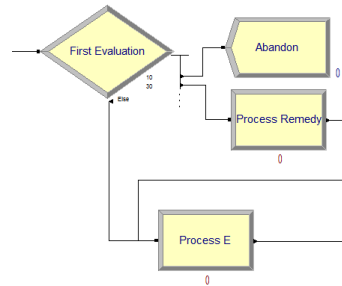 First Evaluation
Abandon
10
30
Else
Process Remedy
0
0
Process E
0